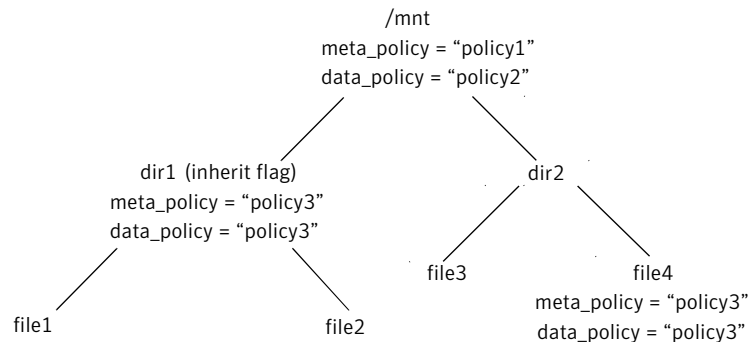 /mnt
meta_policy = “policy1”
data_policy = “policy2”
dir1 (inherit flag)
meta_policy = “policy3”
data_policy = “policy3”
dir2
file1
file2
file3
file4
meta_policy = “policy3”
data_policy = “policy3”